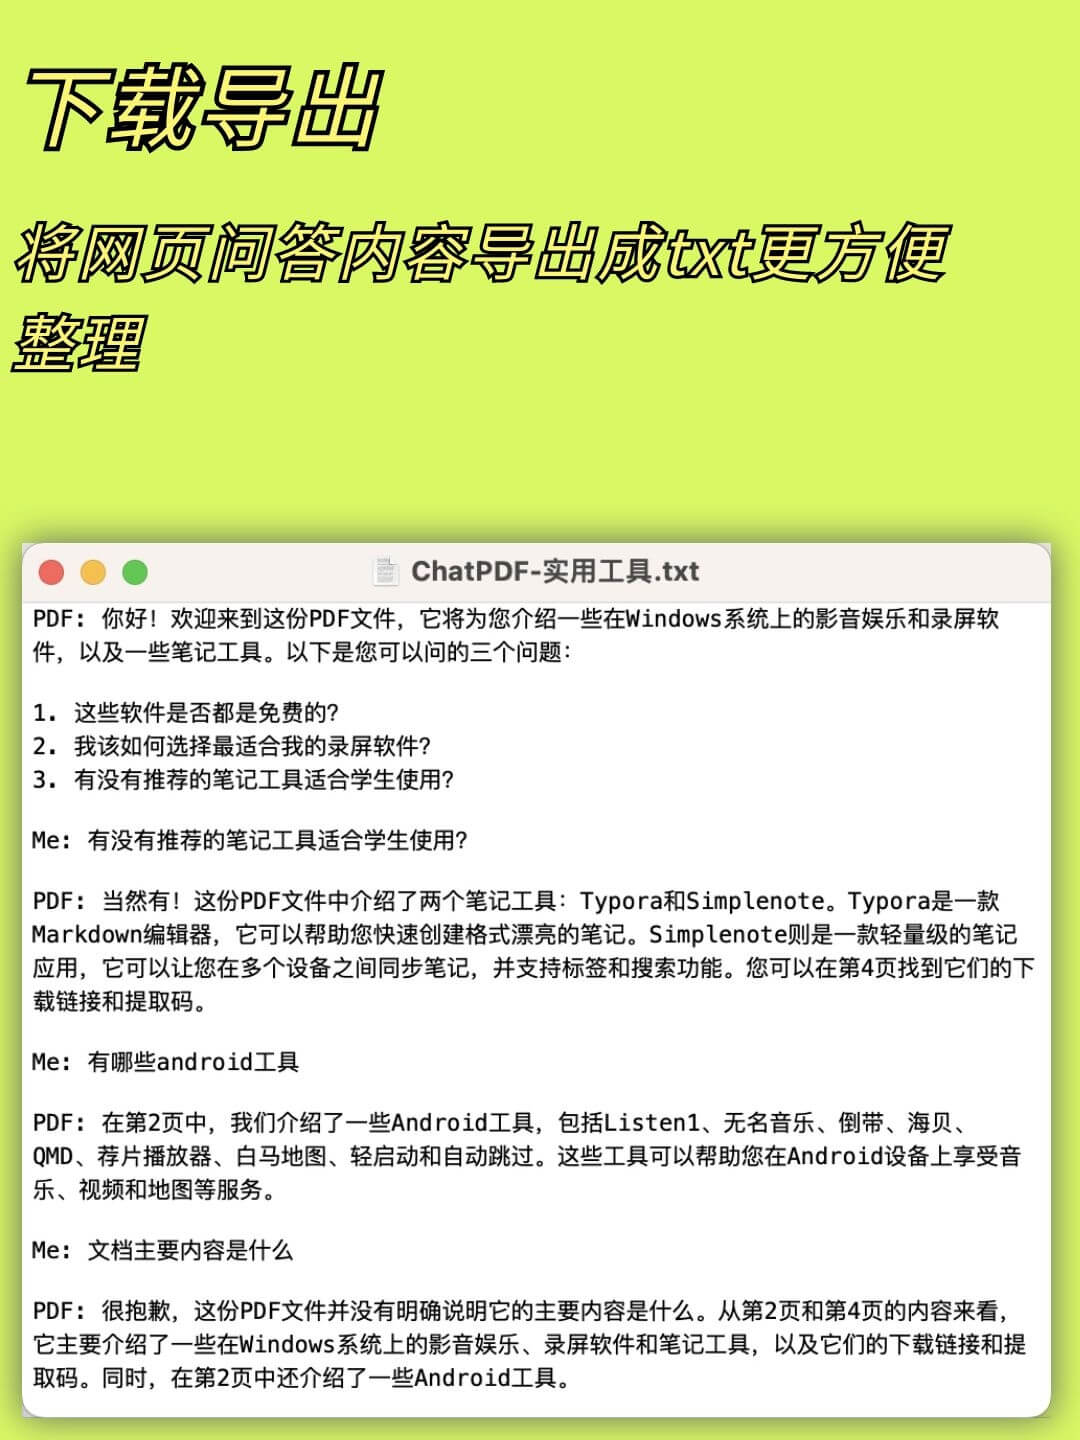 下载导出
将网页问答内容导出成txt更方便
整理
ChatPDF-实用工具.txt
PDF: 你好！欢迎来到这份PDF文件，它将为您介绍一些在Windows系统上的影音娱乐和录屏软
件，以及一些笔记工具。以下是您可以问的三个问题：
1. 这些软件是否都是免费的？
2. 我该如何选择最适合我的录屏软件？
3. 有没有推荐的笔记工具适合学生使用？
Me: 有没有推荐的笔记工具适合学生使用？
PDF: 当然有！这份PDF文件中介绍了两个笔记工具：Typora和Simplenote。Typora是一款
Markdown编辑器，它可以帮助您快速创建格式漂亮的笔记。Simplenote则是一款轻量级的笔记
应用，它可以让您在多个设备之间同步笔记，并支持标签和搜索功能。您可以在第4页找到它们的下
载链接和提取码。
Me: 有哪些android工具
PDF: 在第2页中，我们介绍了一些Android工具，包括Listen1、无名音乐、倒带、海贝、
QMD、荐片播放器、白马地图、轻启动和自动跳过。这些工具可以帮助您在Android设备上享受音
乐、视频和地图等服务。
Me: 文档主要内容是什么
PDF: 很抱歉，这份PDF文件并没有明确说明它的主要内容是什么。从第2页和第4页的内容来看，
它主要介绍了一些在Windows系统上的影音娱乐、录屏软件和笔记工具，以及它们的下载链接和提
取码。同时，在第2页中还介绍了一些Android工具。